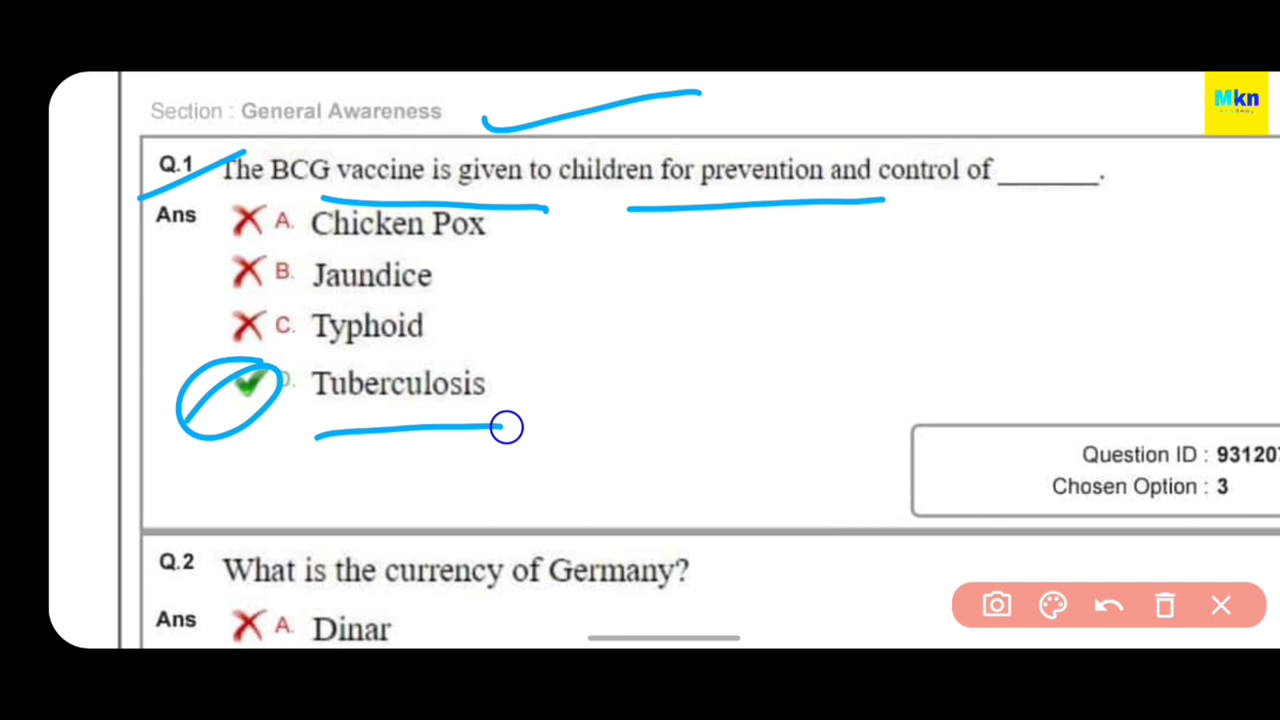 Section : General Awareness
Mkn
Q.1 The BCG vaccine is given to children for prevention and control of _______.
Ans A. Chicken Pox
B. Jaundice
C. Typhoid
D. Tuberculosis
Question ID : 931207
Chosen Option : 3
Q.2 What is the currency of Germany?
Ans A. Dinar